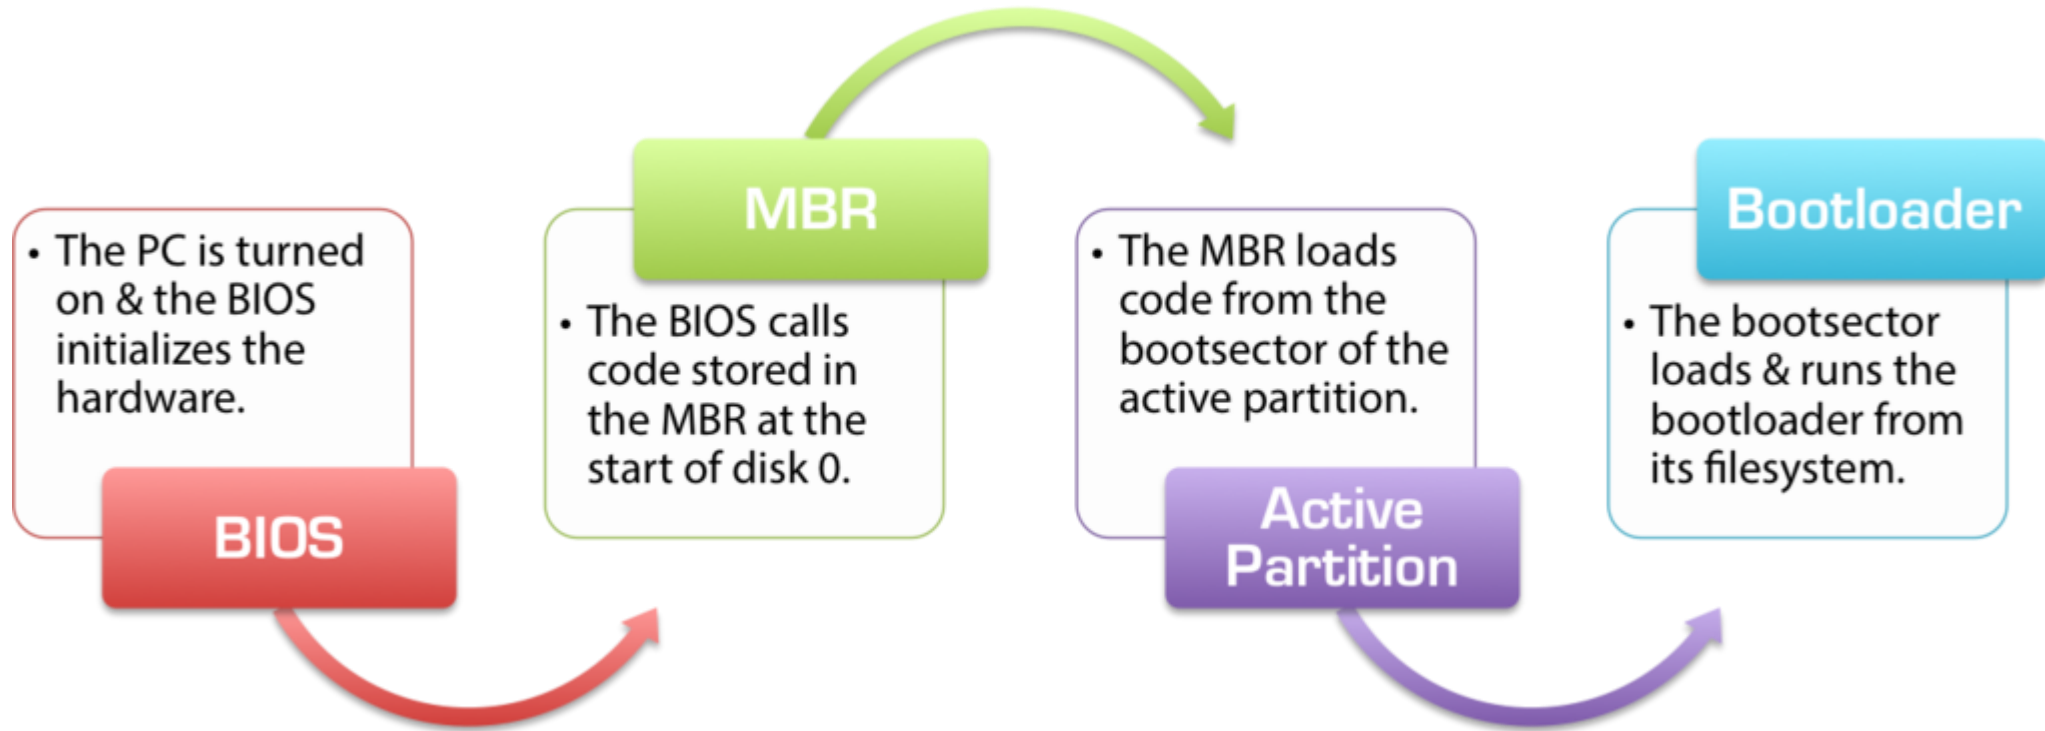 • The PC is turned
on & the BIOS
initializes the
hardware.
BIOS
MBR
• The BIOS calls
code stored in
the MBR at the
start of disk 0.
• The MBR loads
code from the
bootsector of the
active partition.
Active
Partition
Bootloader
• The bootsector
loads & runs the
bootloader from
its filesystem.